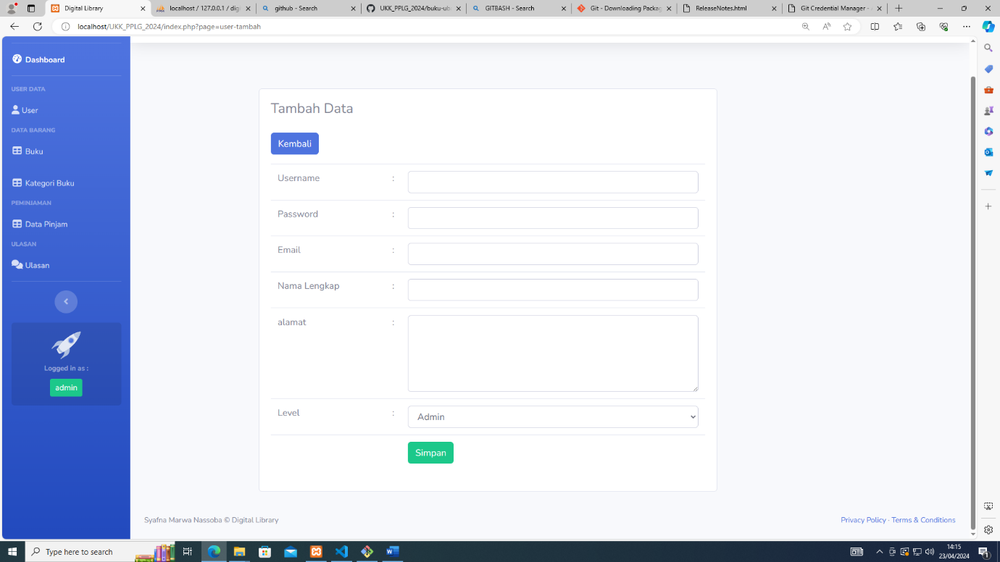 Digital Library
localhost / 127.0.0.1 / digi
github - Search
UKK_PPLG_2024/buku-ub
GITBASH - Search
Git - Downloading Packag
ReleaseNotes.html
Git Credential Manager -
localhost/UKK_PPLG_2024/index.php?page=user-tambah
Dashboard
USER DATA
User
DATA BARANG
Buku
Kategori Buku
PEMINJAMAN
Data Pinjam
ULASAN
Ulasan
Logged in as :
admin
Tambah Data
Kembali
Username :
Password :
Email :
Nama Lengkap :
alamat :
Level : Admin
Simpan
Syafna Marwa Nassoba © Digital Library
Privacy Policy · Terms & Conditions
Type here to search
14:15
23/04/2024